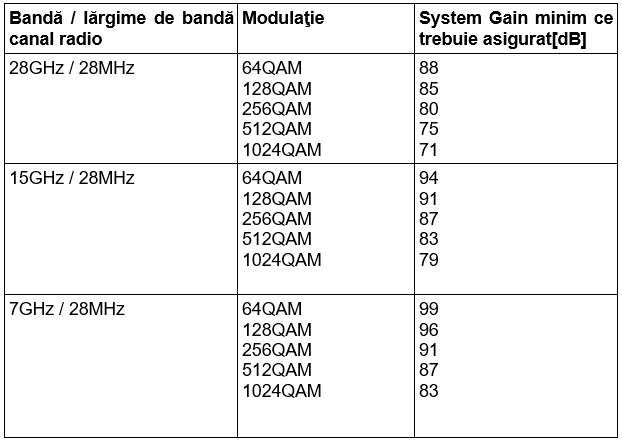 Bandă / lărgime de bandă canal radio | Modulaţie | System Gain minim ce trebuie asigurat[dB]
28GHz / 28MHz | 64QAM | 88
128QAM | 85
256QAM | 80
512QAM | 75
1024QAM | 71
15GHz / 28MHz | 64QAM | 94
128QAM | 91
256QAM | 87
512QAM | 83
1024QAM | 79
7GHz / 28MHz | 64QAM | 99
128QAM | 96
256QAM | 91
512QAM | 87
1024QAM | 83